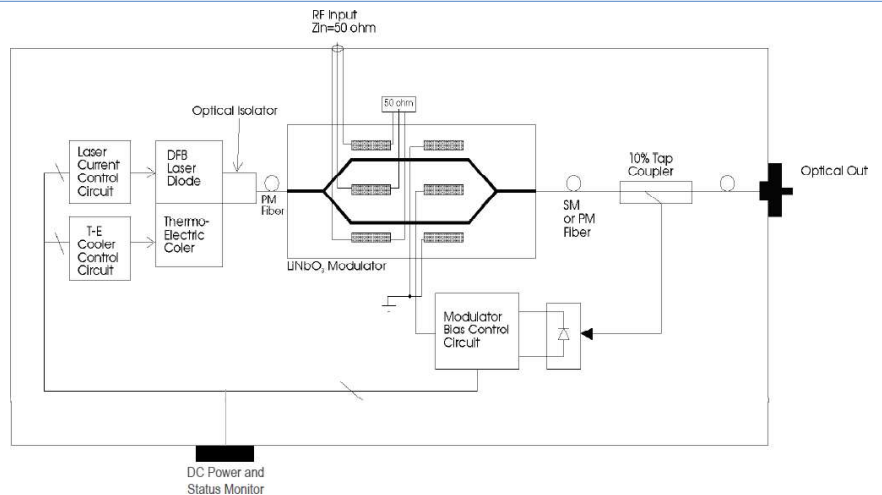 RF Input
Zin=50 ohm
50 ohm
Optical Isolator
Laser
Current
Control
Circuit
DFB
Laser
Diode
PM
Fiber
10% Tap
Coupler
Optical Out
SM
or PM
Fiber
T-E
Cooler
Control
Circuit
Thermo-
Electric
Coler
LiNbO3 Modulator
Modulator
Bias Control
Circuit
DC Power and
Status Monitor